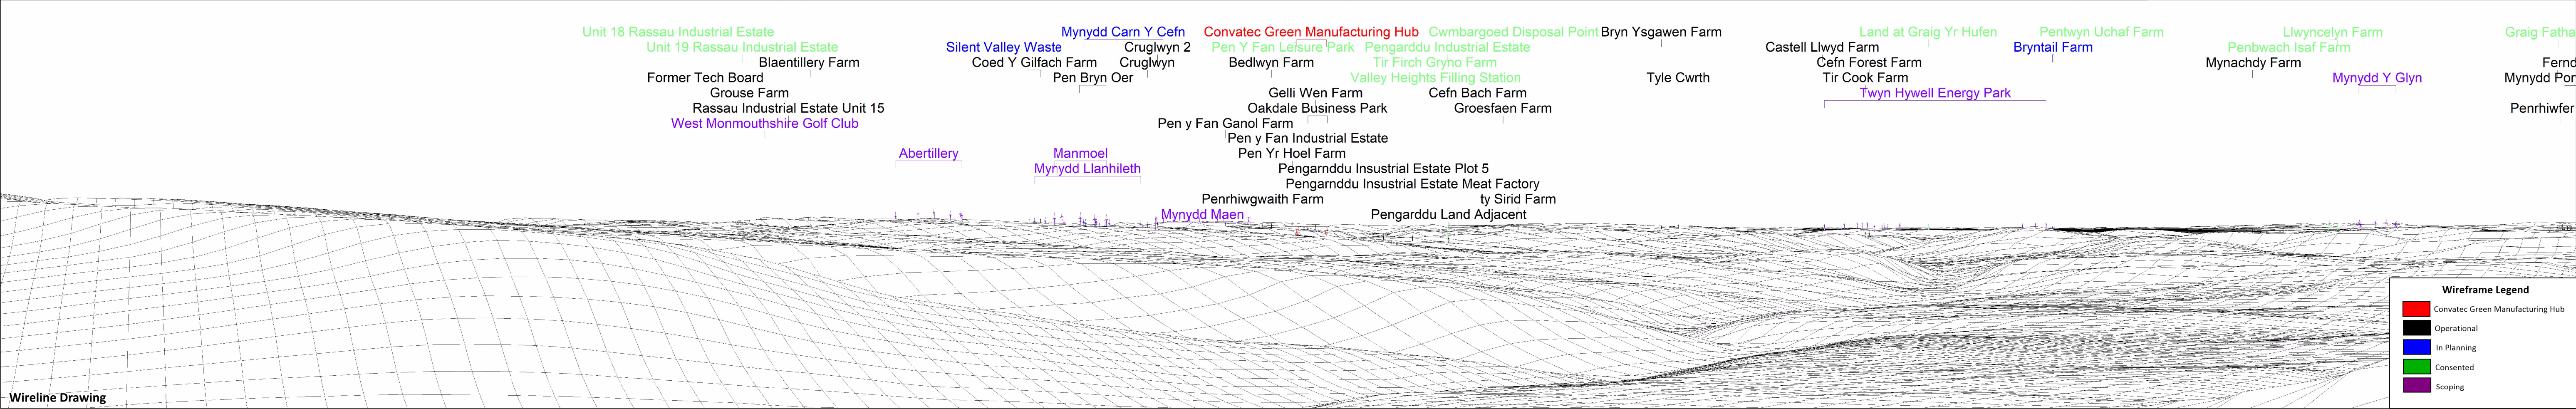 Unit 18 Rassau Industrial Estate
Mynydd Carn Y Cefn
Convatec Green Manufacturing Hub
Cwmbargoed Disposal Point
Bryn Ysgawen Farm
Land at Graig Yr Hufen
Pentwyn Uchaf Farm
Llwyncelyn Farm
Graig Fatha
Unit 19 Rassau Industrial Estate
Silent Valley Waste
Cruglwyn 2
Pen Y Fan Leisure Park
Pengarddu Industrial Estate
Castell Llwyd Farm
Bryntail Farm
Penbwach Isaf Farm
Blaentillery Farm
Coed Y Gilfach Farm
Cruglwyn
Bedlwyn Farm
Tir Firch Gryno Farm
Cefn Forest Farm
Mynachdy Farm
Fernd
Former Tech Board
Pen Bryn Oer
Valley Heights Filling Station
Tyle Cwrth
Tir Cook Farm
Mynydd Y Glyn
Mynydd Por
Grouse Farm
Gelli Wen Farm
Cefn Bach Farm
Twyn Hywell Energy Park
Rassau Industrial Estate Unit 15
Oakdale Business Park
Groesfaen Farm
Penrhiwfer
West Monmouthshire Golf Club
Pen y Fan Ganol Farm
Pen y Fan Industrial Estate
Abertillery
Manmoel
Pen Yr Hoel Farm
Mynydd Llanhileth
Pengarnddu Insustrial Estate Plot 5
Pengarnddu Insustrial Estate Meat Factory
Penrhiwgwaith Farm
ty Sirid Farm
Mynydd Maen
Pengarddu Land Adjacent
Wireframe Legend
Convatec Green Manufacturing Hub
Operational
In Planning
Consented
Scoping
Wireline Drawing